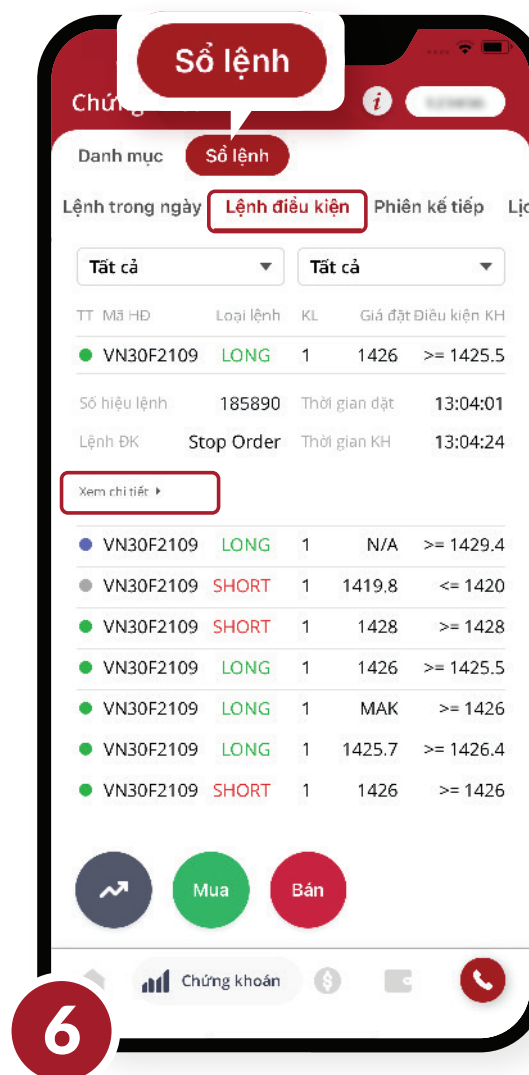 Sổ lệnh
Chứng
Danh mục Sổ lệnh
Lệnh trong ngày Lệnh điều kiện Phiên kế tiếp Lịc
Tất cả Tất cả
TT Mã HĐ Loại lệnh KL Giá đặt Điều kiện KH
VN30F2109 LONG 1 1426 >= 1425.5
Số hiệu lệnh 185890 Thời gian đặt 13:04:01
Lệnh ĐK Stop Order Thời gian KH 13:04:24
Xem chi tiết
VN30F2109 LONG 1 N/A >= 1429.4
VN30F2109 SHORT 1 1419.8 <= 1420
VN30F2109 SHORT 1 1428 >= 1428
VN30F2109 LONG 1 1426 >= 1425.5
VN30F2109 LONG 1 MAK >= 1426
VN30F2109 LONG 1 1425.7 >= 1426.4
VN30F2109 SHORT 1 1426 >= 1426
Mua Bán
Chứng khoán
6